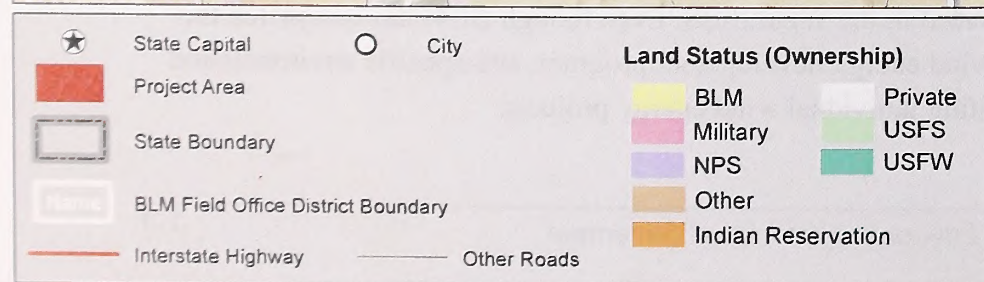 State Capital
City
Project Area
State Boundary
Name
BLM Field Office District Boundary
Interstate Highway
Other Roads
Land Status (Ownership)
BLM
Private
Military
USFS
NPS
USFW
Other
Indian Reservation